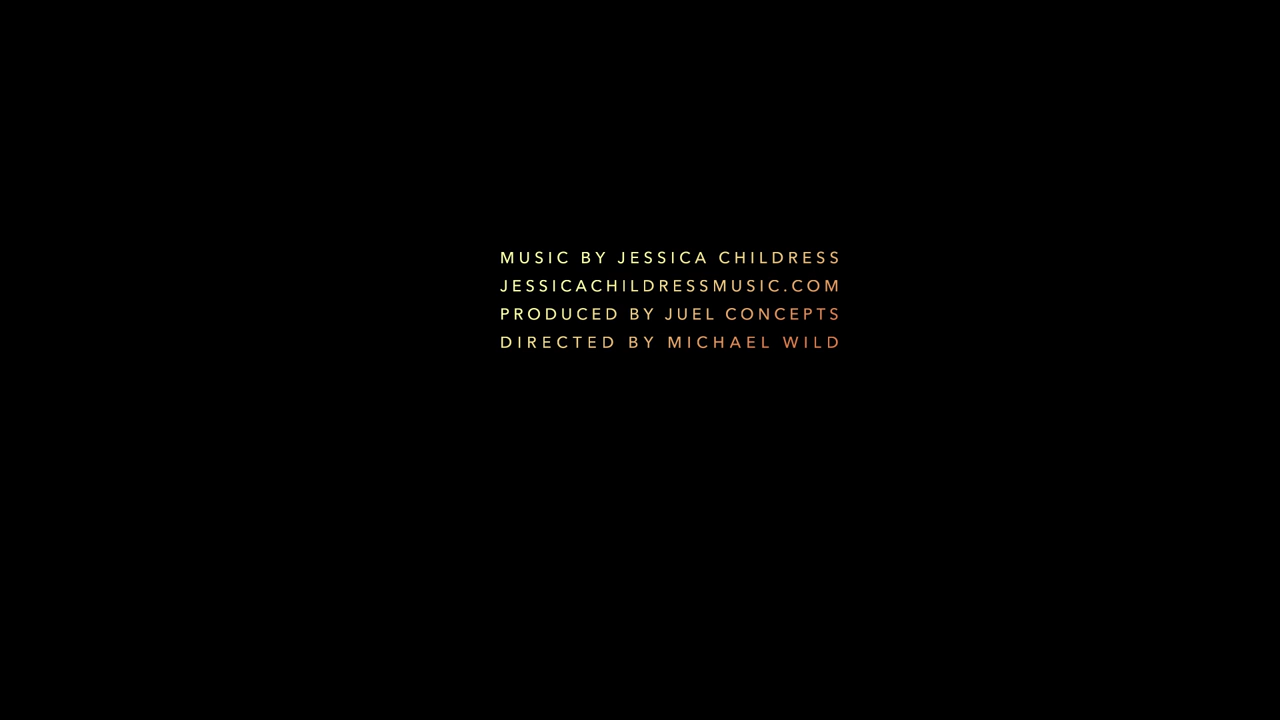 MUSIC BY JESSICA CHILDRESS
JESSICACHILDRESSMUSIC.COM
PRODUCED BY JUEL CONCEPTS
DIRECTED BY MICHAEL WILD